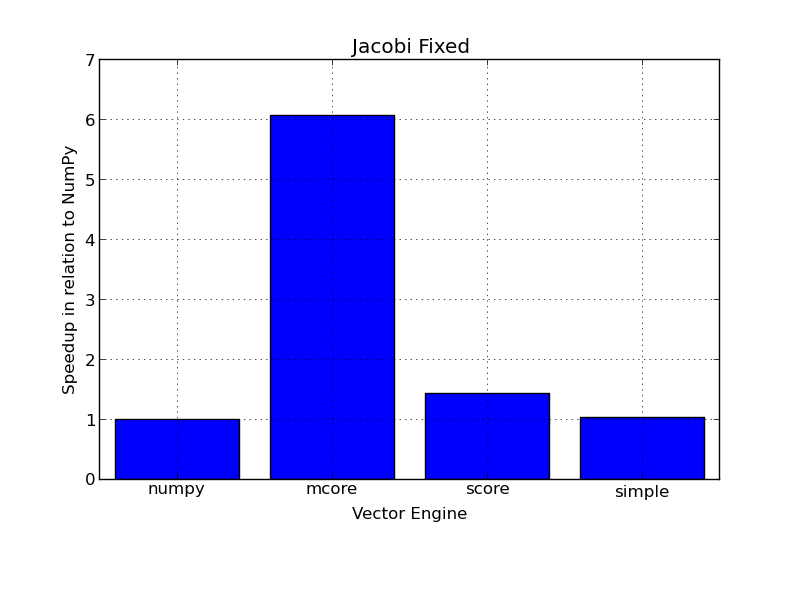 Jacobi Fixed
7
6
5
4
3
2
1
0
Speedup in relation to NumPy
numpy mcore score simple
Vector Engine